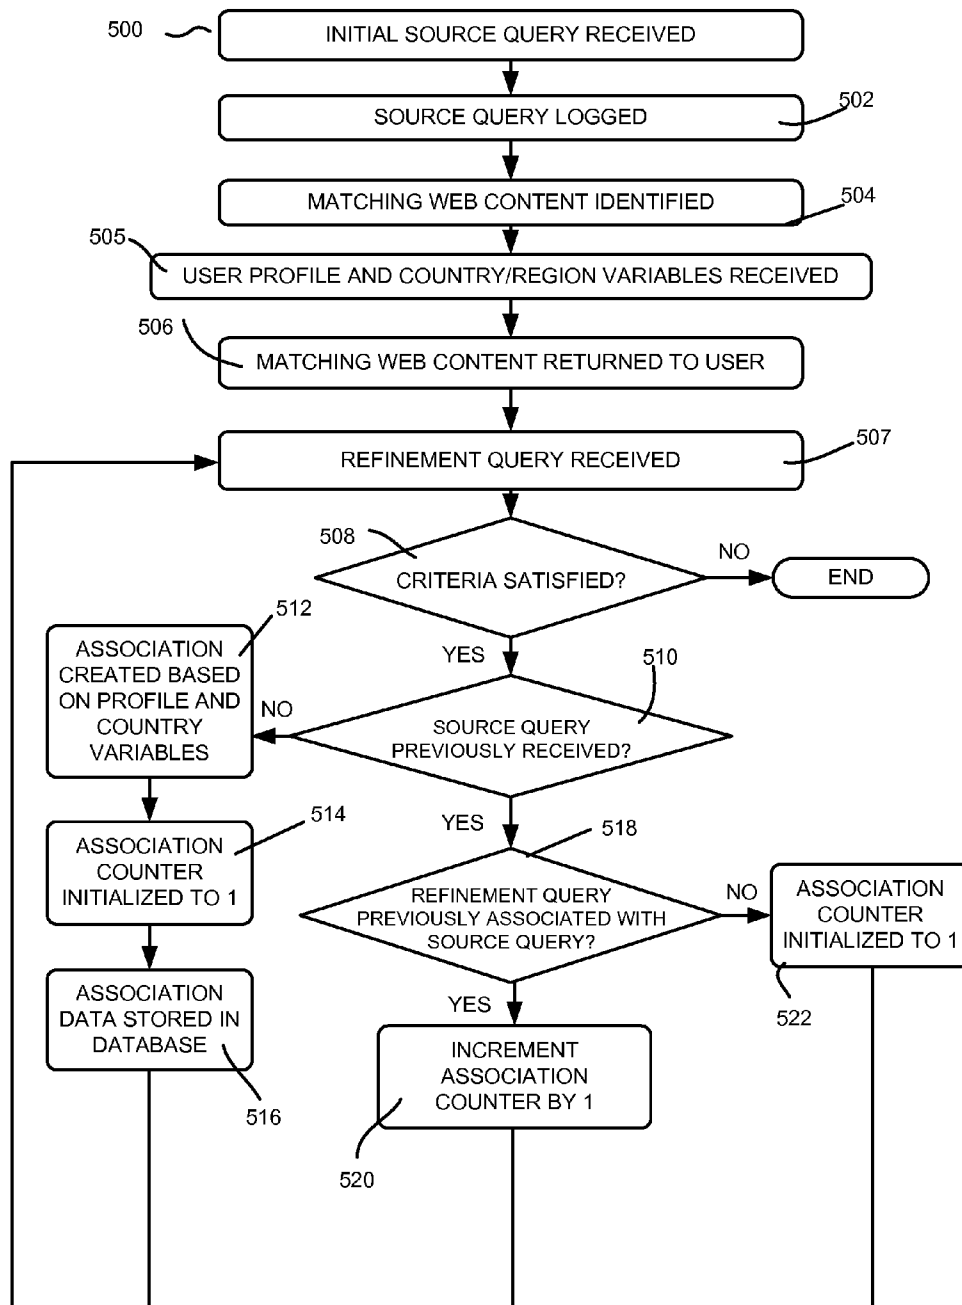 500
INITIAL SOURCE QUERY RECEIVED
SOURCE QUERY LOGGED
502
MATCHING WEB CONTENT IDENTIFIED
504
505
USER PROFILE AND COUNTRY/REGION VARIABLES RECEIVED
506
MATCHING WEB CONTENT RETURNED TO USER
507
REFINEMENT QUERY RECEIVED
508
CRITERIA SATISFIED?
NO
END
YES
512
ASSOCIATION
CREATED BASED
ON PROFILE AND
COUNTRY
VARIABLES
NO
510
SOURCE QUERY
PREVIOUSLY RECEIVED?
YES
514
ASSOCIATION
COUNTER
INITIALIZED TO 1
518
REFINEMENT QUERY
PREVIOUSLY ASSOCIATED WITH
SOURCE QUERY?
NO
ASSOCIATION
COUNTER
INITIALIZED TO 1
522
YES
ASSOCIATION
DATA STORED IN
DATABASE
516
INCREMENT
ASSOCIATION
COUNTER BY 1
520